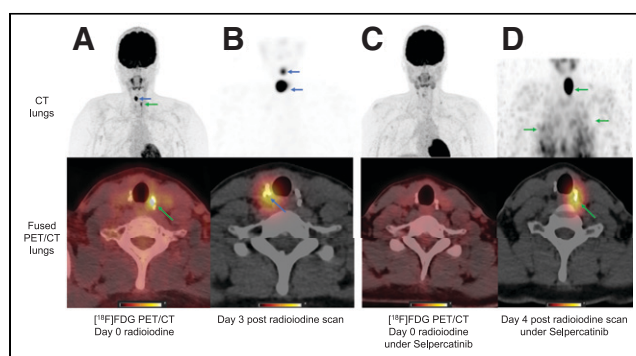 A B C D
CT
lungs
Fused
PET/CT
lungs
[¹⁸F]FDG PET/CT
Day 0 radioiodine
Day 3 post radioiodine scan
[¹⁸F]FDG PET/CT
Day 0 radioiodine
under Selpercatinib
Day 4 post radioiodine scan
under Selpercatinib